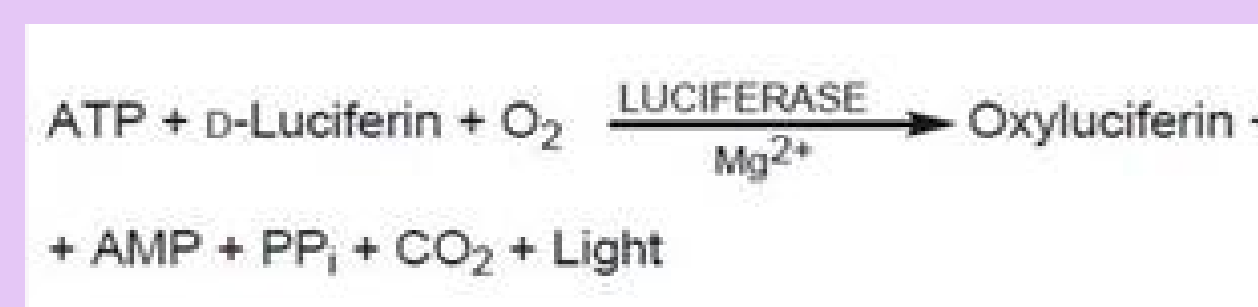 ATP + D-Luciferin + O₂ LUCIFERASE Oxyluciferin +
Mg²⁺
+ AMP + PPᵢ + CO₂ + Light